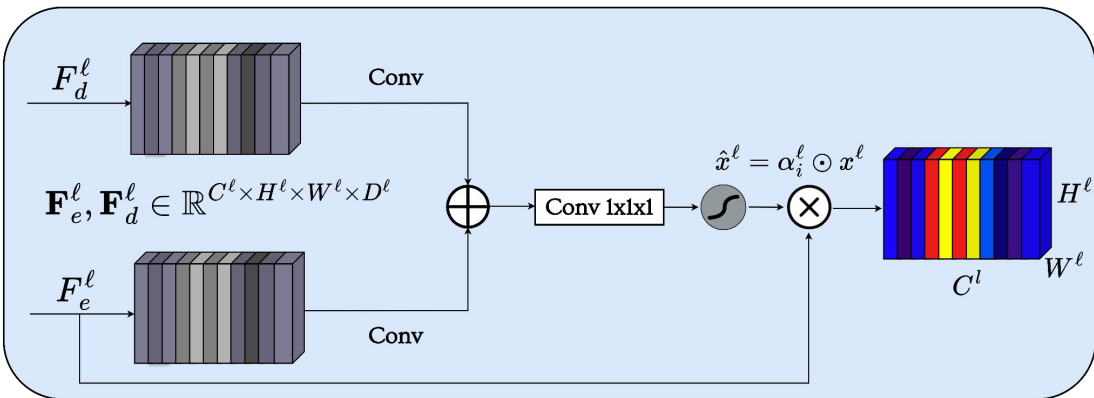 F_d^ℓ
Conv
x̂^ℓ = α_i^ℓ ⊙ x^ℓ
𝐅_e^ℓ, 𝐅_d^ℓ ∈ ℝ^{C^ℓ×H^ℓ×W^ℓ×D^ℓ}
Conv 1x1x1
H^ℓ
W^ℓ
C^l
F_e^ℓ
Conv